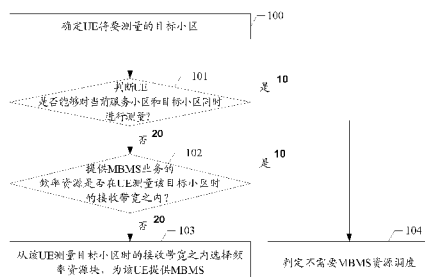 确定UE将要测量的目标小区
100
判断UE
是否能够对当前服务小区和目标小区同时
进行测量?
101
是 10
否 20
提供MBMS业务的
频率资源是否在UE测量该目标小区时
的接收带宽之内?
102
是 10
否 20
103
从该UE测量目标小区时的接收带宽之内选择频
率资源块，为该UE提供MBMS
104
判定不需要MBMS资源调度